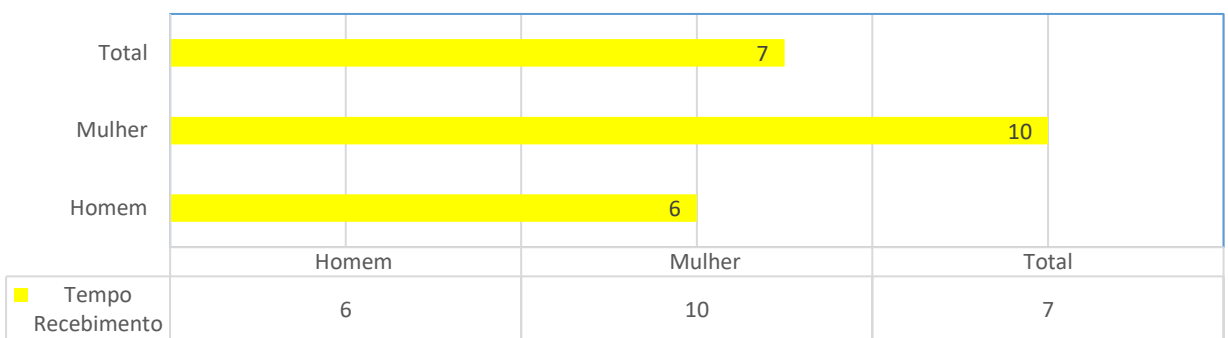 Total
7
Mulher
10
Homem
6
Homem Mulher Total
Tempo
Recebimento
6 10 7